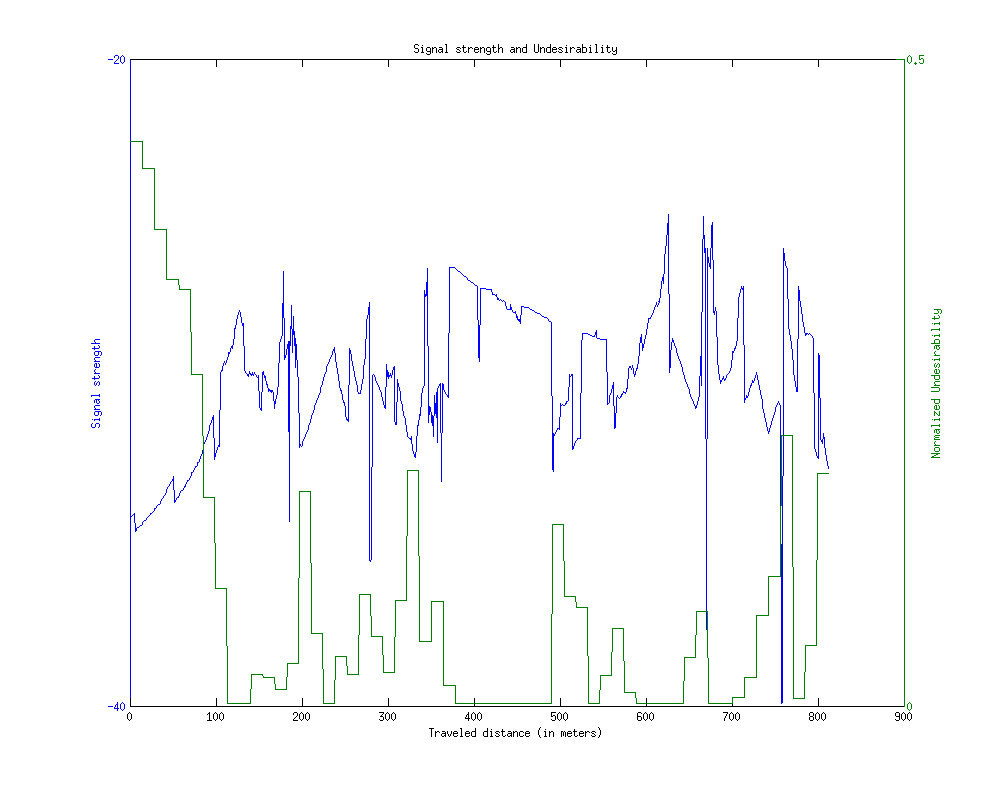 Signal strength and Undesirability
-20
0.5
Signal strength
Normalized Undesirability
-40
0
0 100 200 300 400 500 600 700 800 900
Traveled distance (in meters)